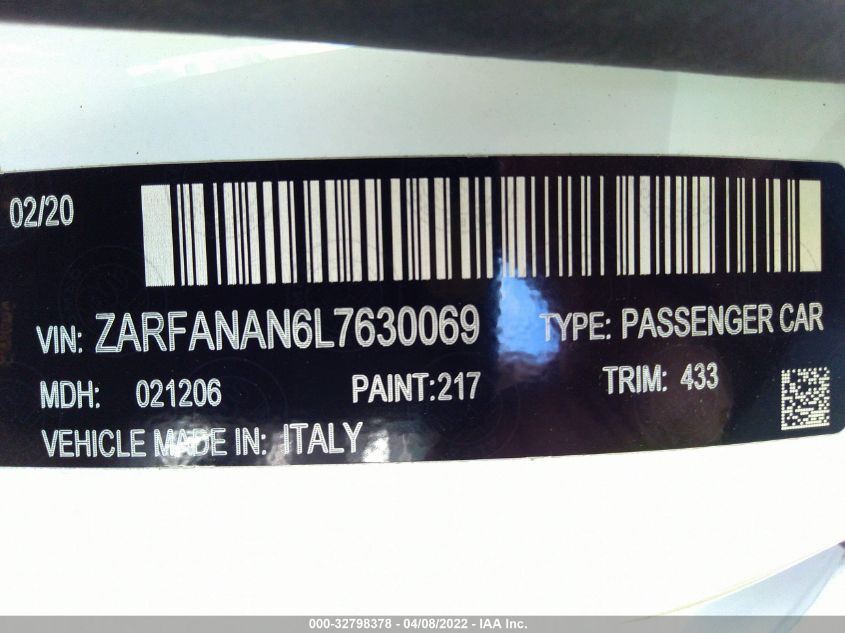 02/20
VIN: ZARFANAN6L7630069 TYPE: PASSENGER CAR
MDH: 021206 PAINT:217 TRIM: 433
VEHICLE MADE IN: ITALY
000-32798378 - 04/08/2022 - IAA Inc.